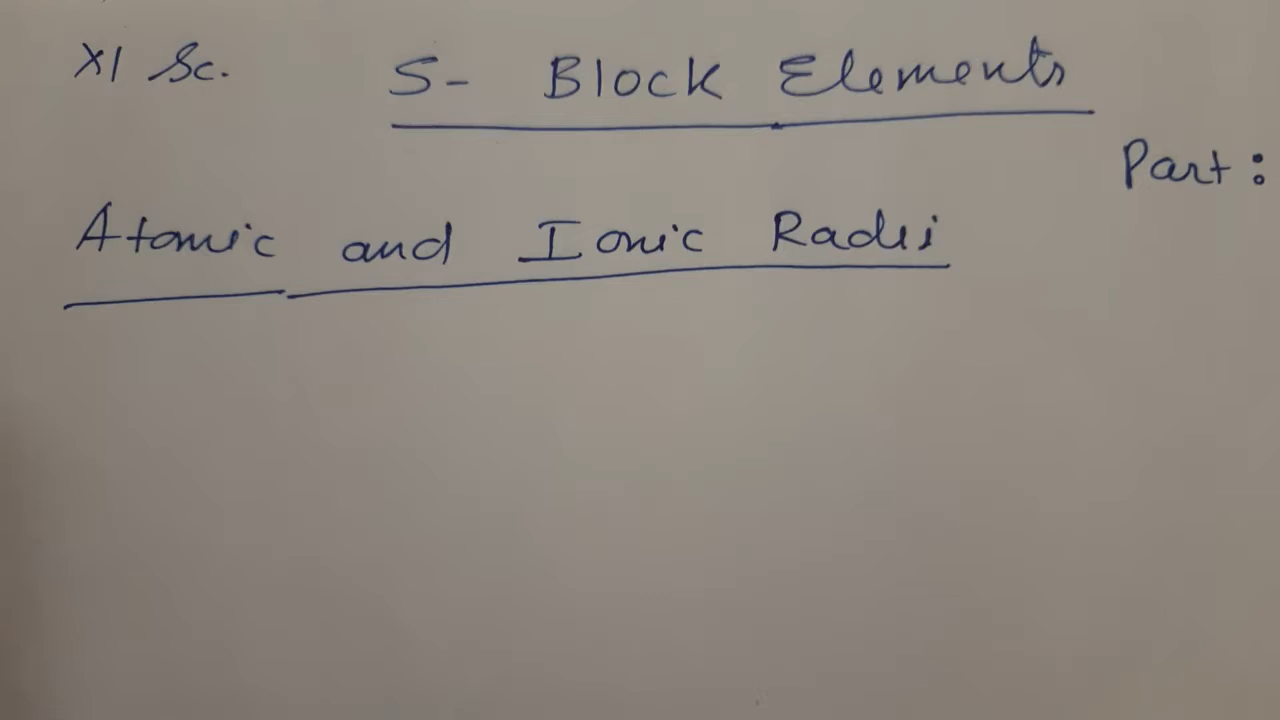 XI Sc. S- Block Elements
Part:
Atomic and Ionic Radii